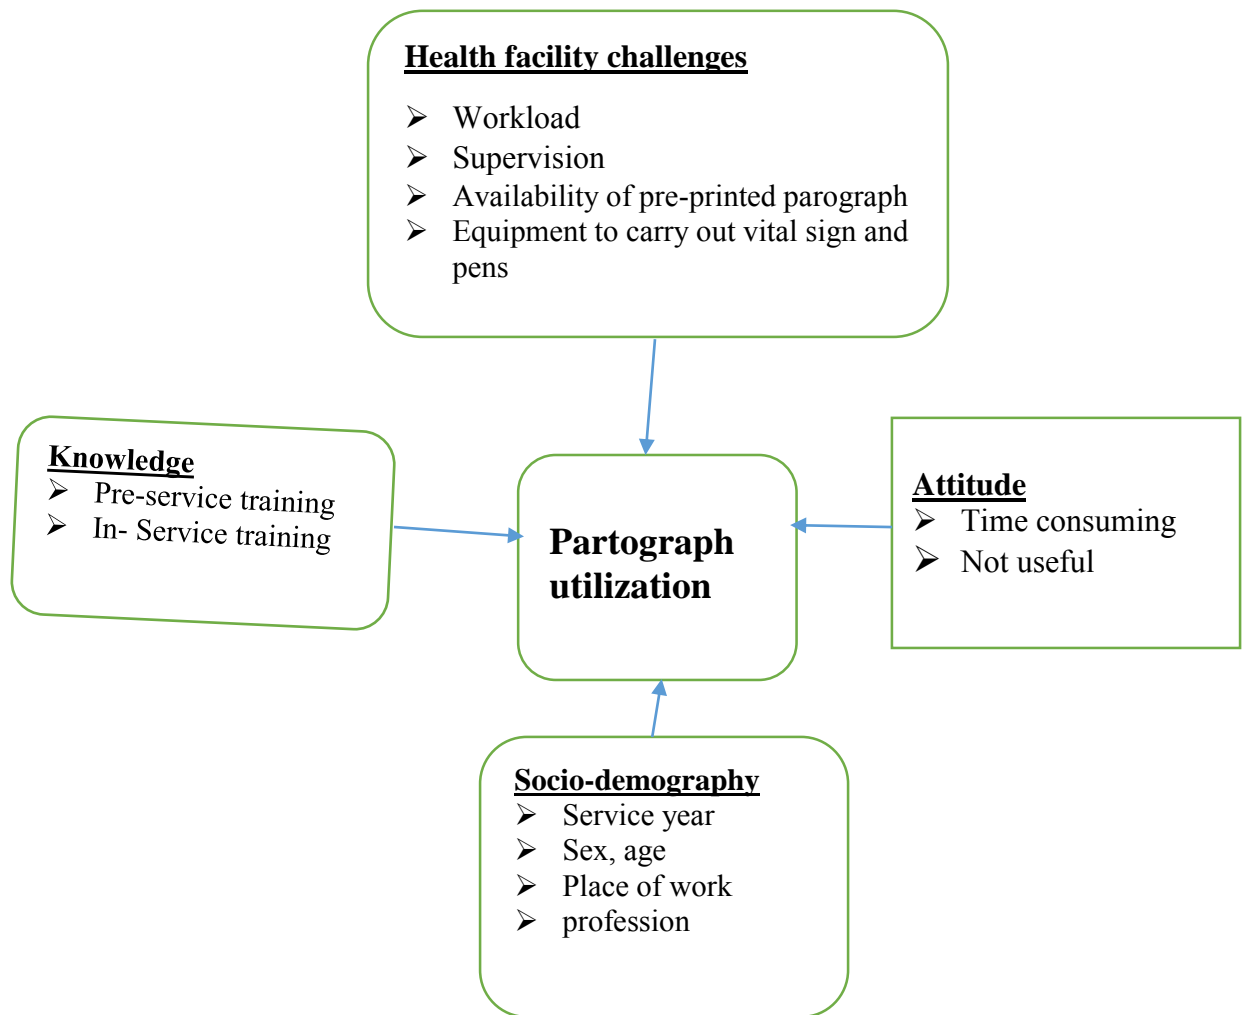 Health facility challenges
➢ Workload
➢ Supervision
➢ Availability of pre-printed parograph
➢ Equipment to carry out vital sign and
pens
Knowledge
➢ Pre-service training
➢ In- Service training
Partograph
utilization
Attitude
➢ Time consuming
➢ Not useful
Socio-demography
➢ Service year
➢ Sex, age
➢ Place of work
➢ profession